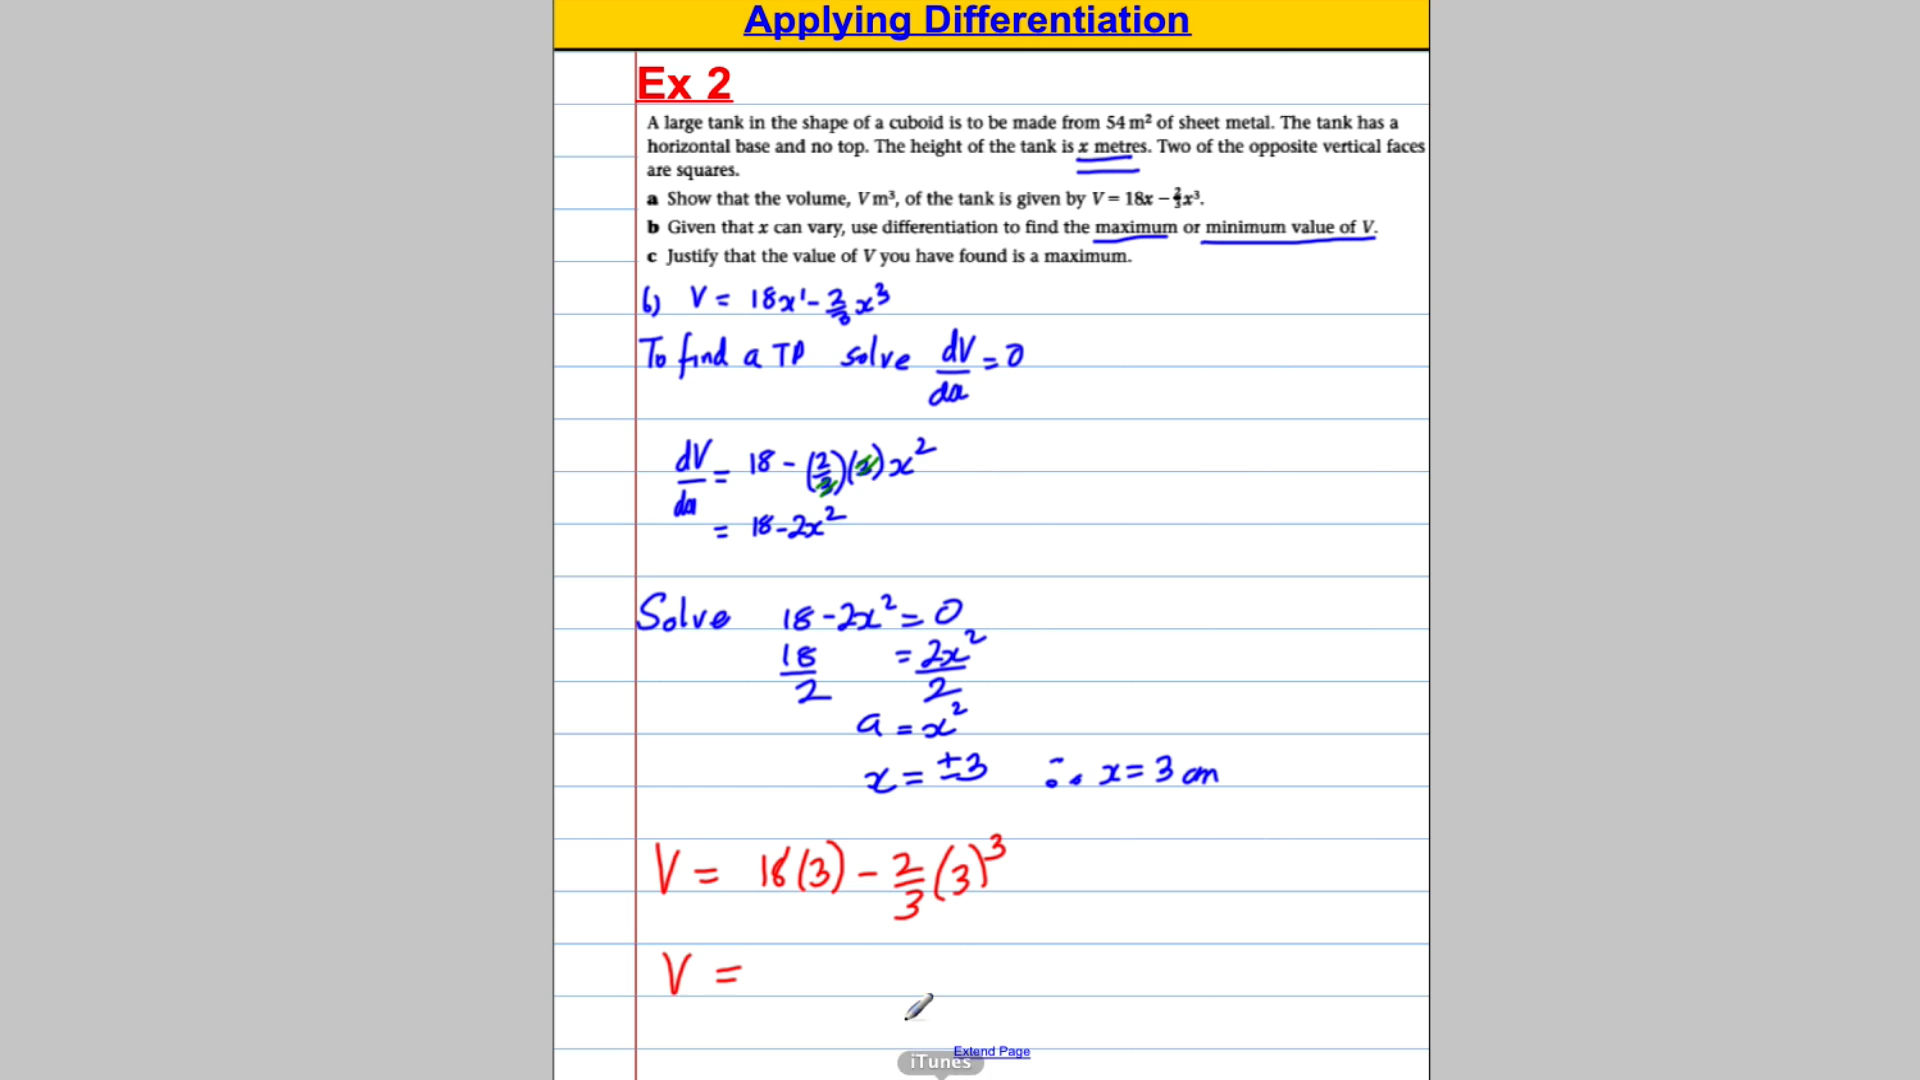 Applying Differentiation
Ex 2
A large tank in the shape of a cuboid is to be made from 54 m² of sheet metal. The tank has a
horizontal base and no top. The height of the tank is x metres. Two of the opposite vertical faces
are squares.
a Show that the volume, V m³, of the tank is given by V = 18x – ⅔x³.
b Given that x can vary, use differentiation to find the maximum or minimum value of V.
c Justify that the value of V you have found is a maximum.
b) V = 18x¹ - 2/3 x³
To find a TP solve dV/dx = 0
dV/dx = 18 - (2/3)(3)x²
= 18-2x²
Solve 18-2x² = 0
18/2 = 2x²/2
9 = x²
x = ±3 ∴ x = 3 cm
V = 18(3) - 2/3 (3)³
V =
Extend Page
iTunes